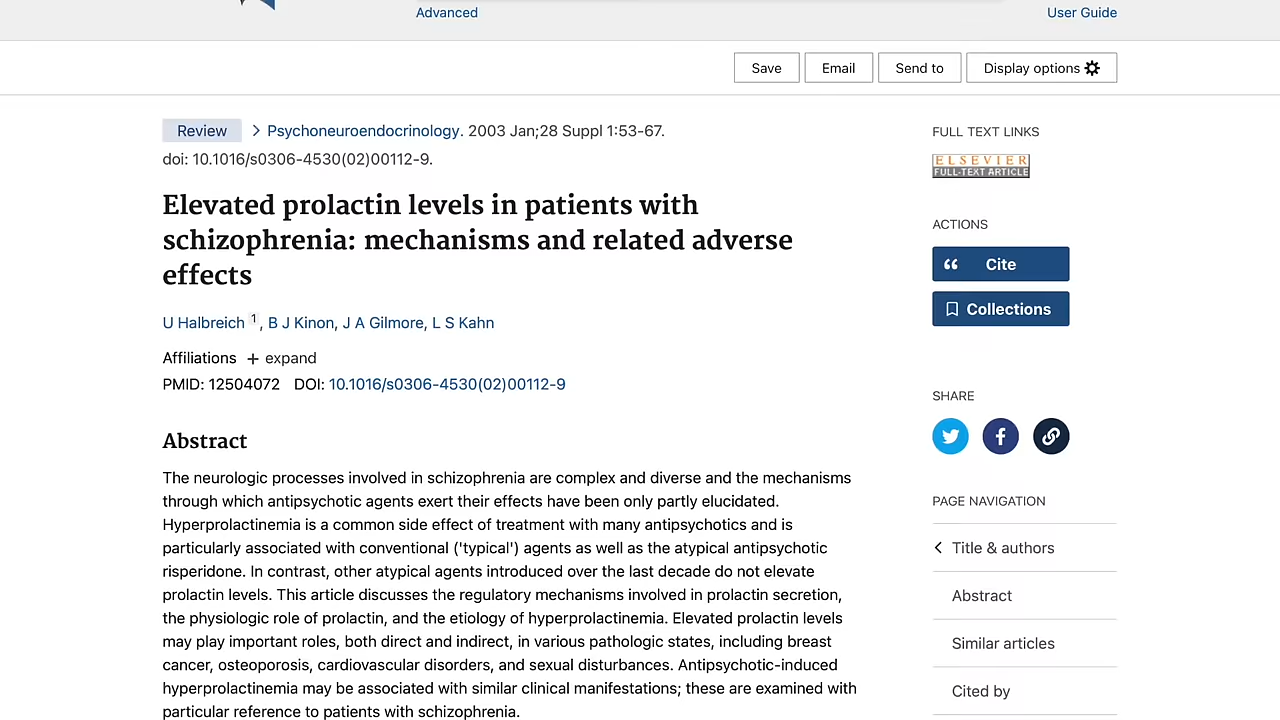 Advanced
User Guide
Save
Email
Send to
Display options
Review
Psychoneuroendocrinology. 2003 Jan;28 Suppl 1:53-67.
doi: 10.1016/s0306-4530(02)00112-9.
Elevated prolactin levels in patients with
schizophrenia: mechanisms and related adverse
effects
U Halbreich 1, B J Kinon, J A Gilmore, L S Kahn
Affiliations + expand
PMID: 12504072 DOI: 10.1016/s0306-4530(02)00112-9
Abstract
The neurologic processes involved in schizophrenia are complex and diverse and the mechanisms
through which antipsychotic agents exert their effects have been only partly elucidated.
Hyperprolactinemia is a common side effect of treatment with many antipsychotics and is
particularly associated with conventional ('typical') agents as well as the atypical antipsychotic
risperidone. In contrast, other atypical agents introduced over the last decade do not elevate
prolactin levels. This article discusses the regulatory mechanisms involved in prolactin secretion,
the physiologic role of prolactin, and the etiology of hyperprolactinemia. Elevated prolactin levels
may play important roles, both direct and indirect, in various pathologic states, including breast
cancer, osteoporosis, cardiovascular disorders, and sexual disturbances. Antipsychotic-induced
hyperprolactinemia may be associated with similar clinical manifestations; these are examined with
particular reference to patients with schizophrenia.
FULL TEXT LINKS
ELSEVIER
FULL-TEXT ARTICLE
ACTIONS
Cite
Collections
SHARE
PAGE NAVIGATION
Title & authors
Abstract
Similar articles
Cited by